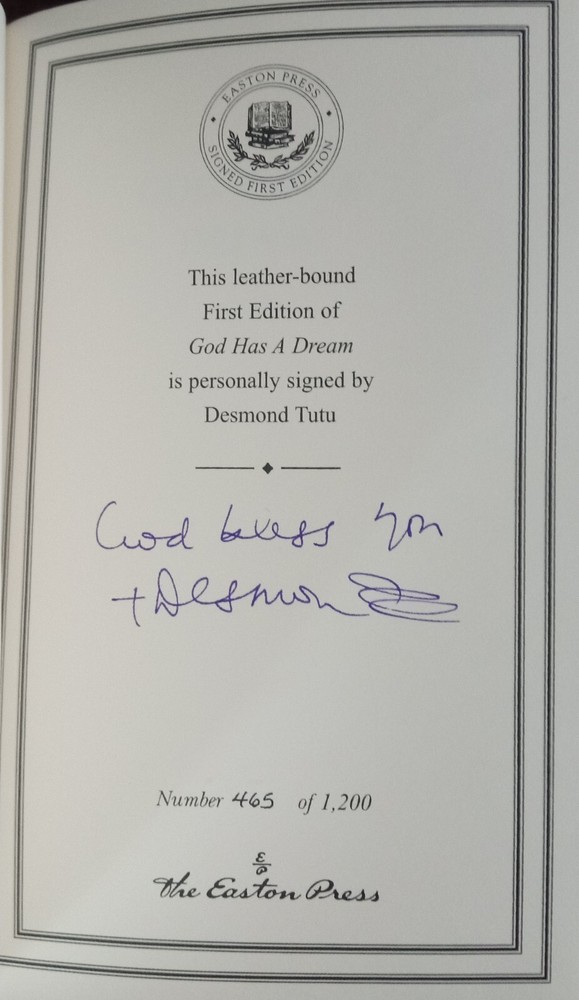 EASTON PRESS
SIGNED FIRST EDITION
This leather-bound
First Edition of
God Has A Dream
is personally signed by
Desmond Tutu
God bless you
+Desmond
Number 465 of 1,200
E
P
The Easton Press